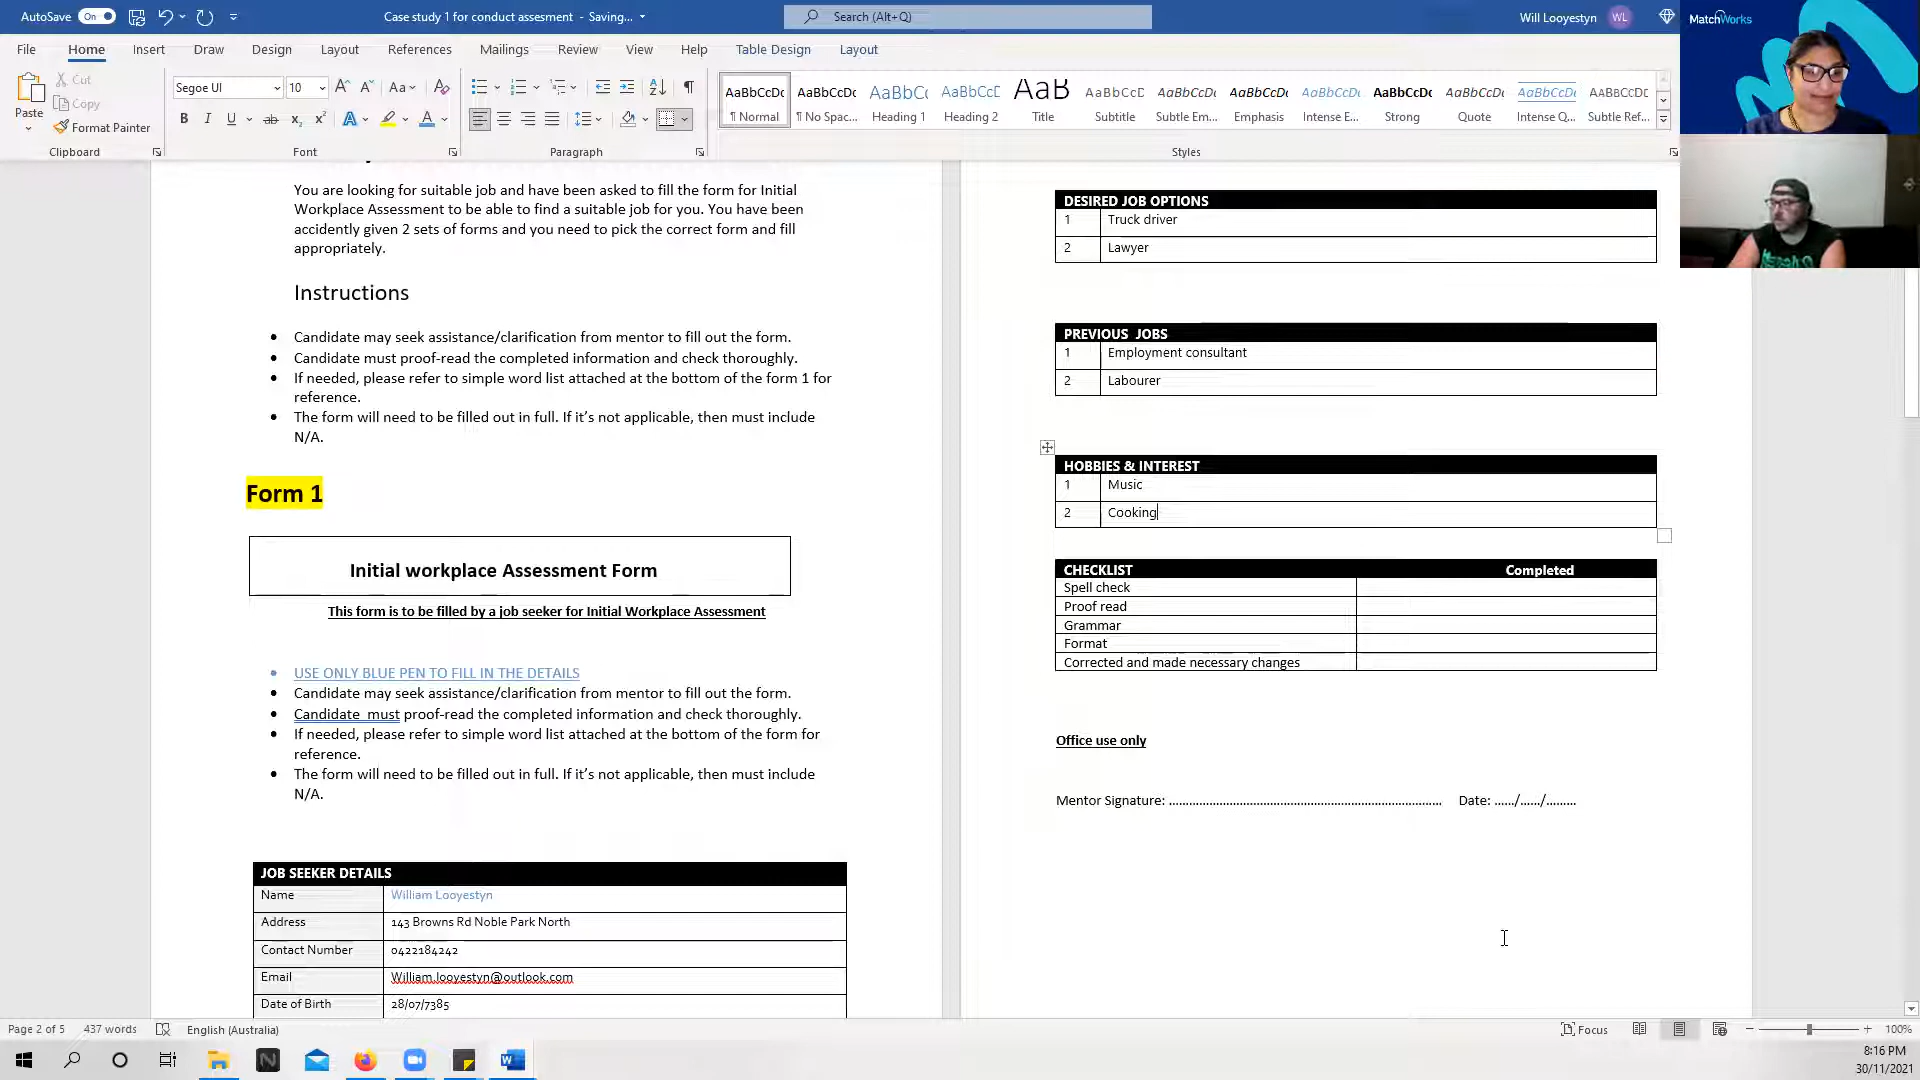 AutoSave On Case study 1 for conduct assesment - Saving... Search (Alt+Q) Will Looyestyn WL MatchWorks
File Home Insert Draw Design Layout References Mailings Review View Help Table Design Layout
Paste Cut Copy Format Painter
Segoe UI 10
AaBbCcDc AaBbCcDc AaBbCc AaBbCcD AaB AaBbCcD AaBbCcDc AaBbCcDc AaBbCcDc AaBbCcDc AaBbCcDc AaBbCcDc AaBbCcDc
¶ Normal ¶ No Spac... Heading 1 Heading 2 Title Subtitle Subtle Em... Emphasis Intense E... Strong Quote Intense Q... Subtle Ref...
Clipboard Font Paragraph Styles
You are looking for suitable job and have been asked to fill the form for Initial
Workplace Assessment to be able to find a suitable job for you. You have been
accidently given 2 sets of forms and you need to pick the correct form and fill
appropriately.
Instructions
• Candidate may seek assistance/clarification from mentor to fill out the form.
• Candidate must proof-read the completed information and check thoroughly.
• If needed, please refer to simple word list attached at the bottom of the form 1 for
reference.
• The form will need to be filled out in full. If it’s not applicable, then must include
N/A.
Form 1
Initial workplace Assessment Form
This form is to be filled by a job seeker for Initial Workplace Assessment
• USE ONLY BLUE PEN TO FILL IN THE DETAILS
• Candidate may seek assistance/clarification from mentor to fill out the form.
• Candidate  must proof-read the completed information and check thoroughly.
• If needed, please refer to simple word list attached at the bottom of the form for
reference.
• The form will need to be filled out in full. If it’s not applicable, then must include
N/A.
JOB SEEKER DETAILS
Name William Looyestyn
Address 143 Browns Rd Noble Park North
Contact Number 0422184242
Email William.looyestyn@outlook.com
Date of Birth 28/07/7385
DESIRED JOB OPTIONS
1 Truck driver
2 Lawyer
PREVIOUS  JOBS
1 Employment consultant
2 Labourer
HOBBIES & INTEREST
1 Music
2 Cooking
CHECKLIST Completed
Spell check
Proof read
Grammar
Format
Corrected and made necessary changes
Office use only
Mentor Signature: ................................................................................ Date: ....../....../.........
Page 2 of 5 437 words English (Australia) Focus 100%
8:16 PM
30/11/2021